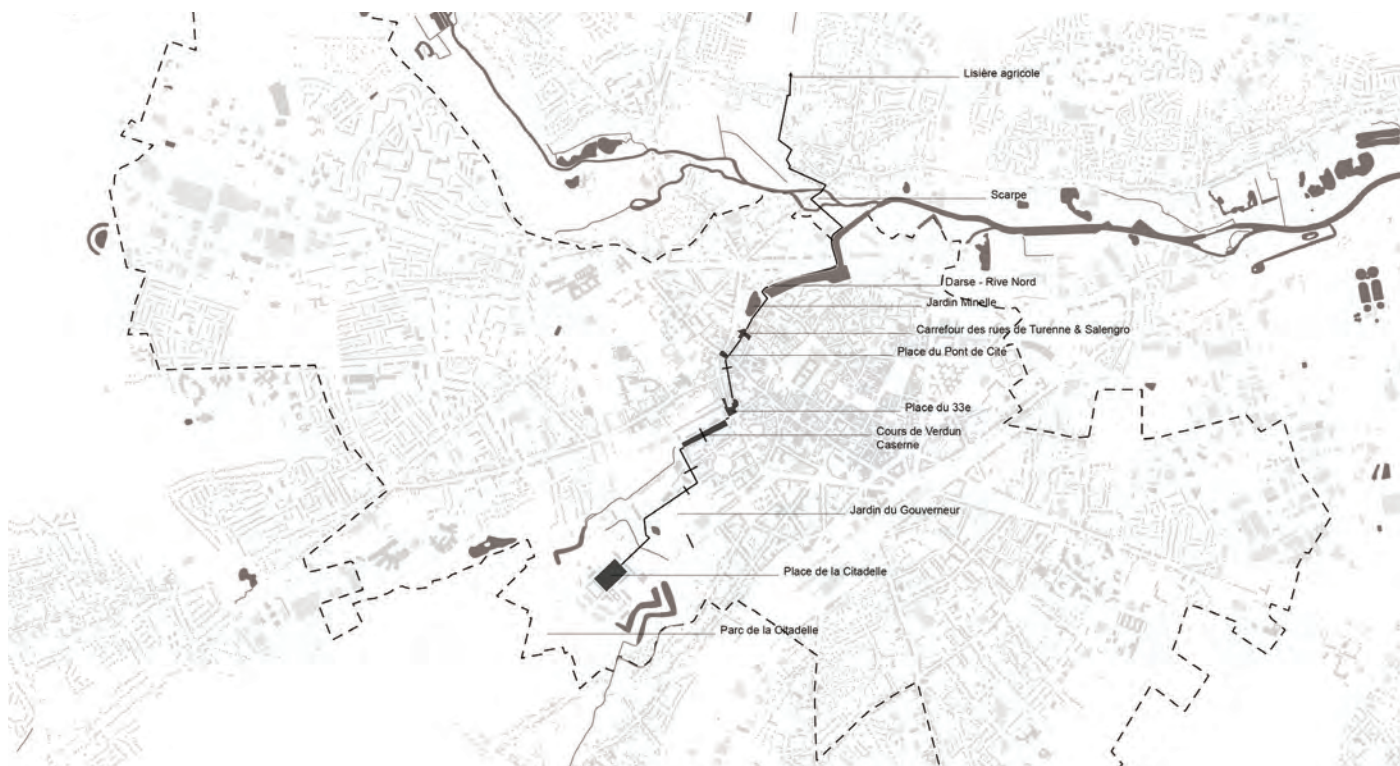 Lisière agricole
Scarpe
Darse - Rive Nord
Jardin Minelle
Carrefour des rues de Turenne & Salengro
Place du Pont de Cité
Place du 33e
Cours de Verdun
Caserne
Jardin du Gouverneur
Place de la Citadelle
Parc de la Citadelle